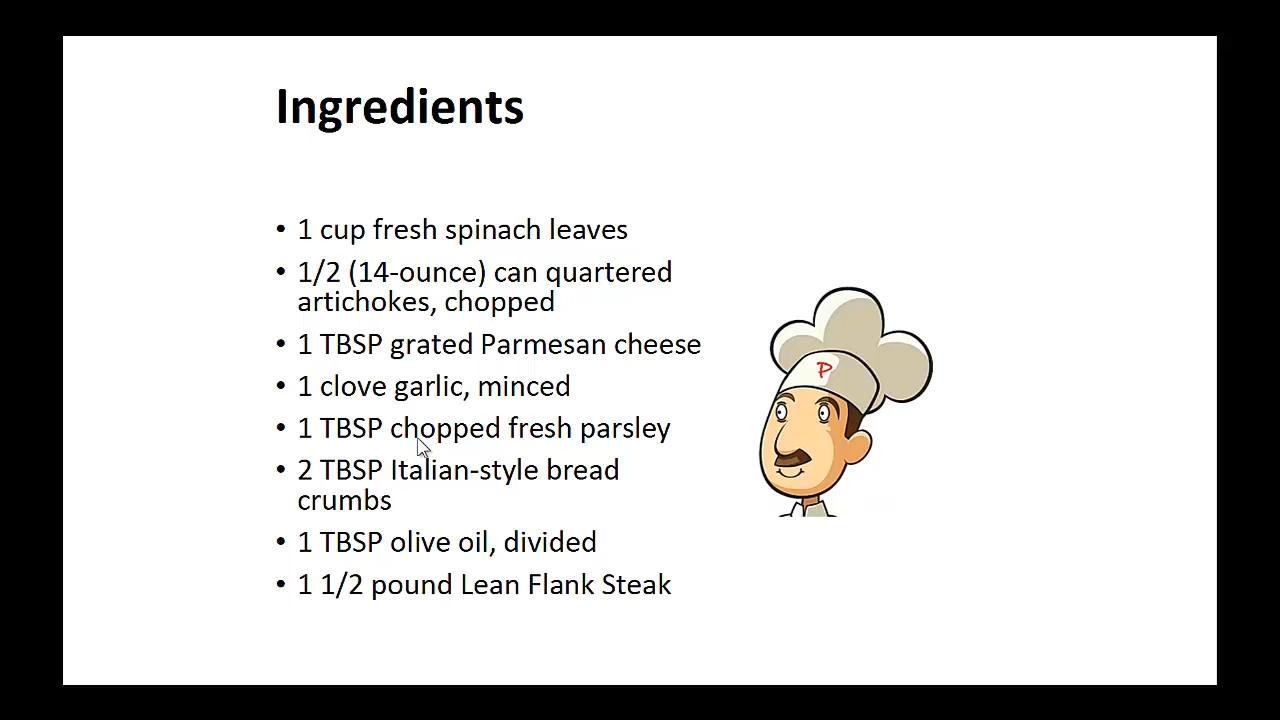 Ingredients
• 1 cup fresh spinach leaves
• 1/2 (14-ounce) can quartered
artichokes, chopped
• 1 TBSP grated Parmesan cheese
• 1 clove garlic, minced
• 1 TBSP chopped fresh parsley
• 2 TBSP Italian-style bread
crumbs
• 1 TBSP olive oil, divided
• 1 1/2 pound Lean Flank Steak
P